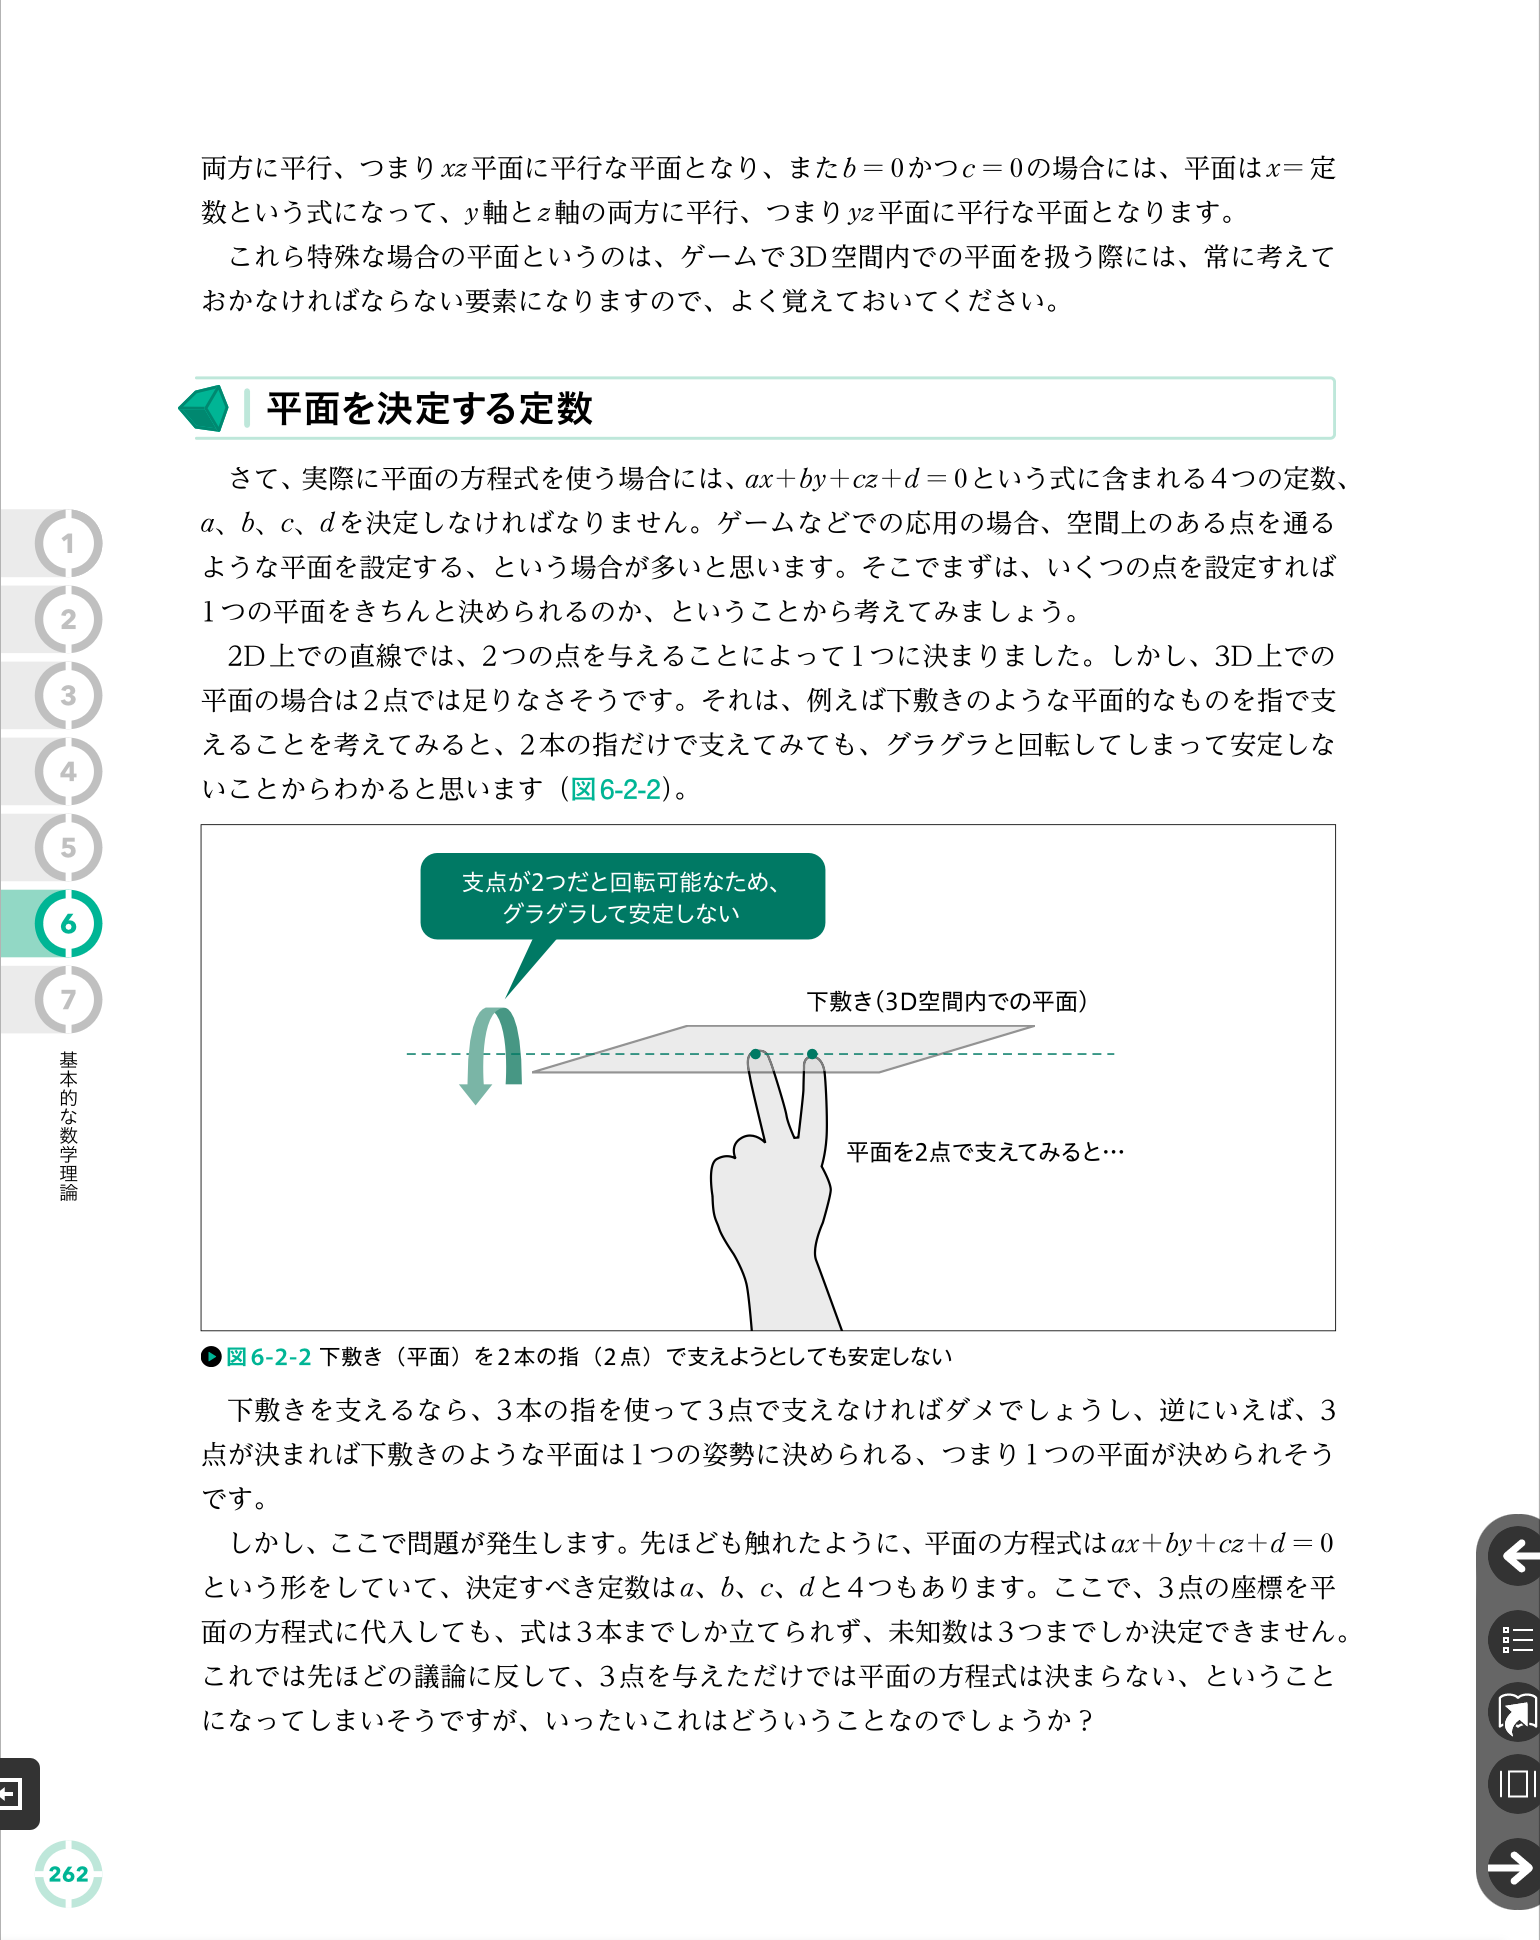 両方に平行、つまりxz平面に平行な平面となり、またb＝0かつc＝0の場合には、平面はx＝定
数という式になって、y軸とz軸の両方に平行、つまりyz平面に平行な平面となります。
これら特殊な場合の平面というのは、ゲームで3D空間内での平面を扱う際には、常に考えて
おかなければならない要素になりますので、よく覚えておいてください。
平面を決定する定数
さて、実際に平面の方程式を使う場合には、ax＋by＋cz＋d＝0という式に含まれる4つの定数、
a、b、c、dを決定しなければなりません。ゲームなどでの応用の場合、空間上のある点を通る
ような平面を設定する、という場合が多いと思います。そこでまずは、いくつの点を設定すれば
1つの平面をきちんと決められるのか、ということから考えてみましょう。
2D上での直線では、2つの点を与えることによって1つに決まりました。しかし、3D上での
平面の場合は2点では足りなさそうです。それは、例えば下敷きのような平面的なものを指で支
えることを考えてみると、2本の指だけで支えてみても、グラグラと回転してしまって安定しな
いことからわかると思います（図6-2-2）。
支点が2つだと回転可能なため、
グラグラして安定しない
下敷き（3D空間内での平面）
平面を2点で支えてみると…
図6-2-2 下敷き（平面）を2本の指（2点）で支えようとしても安定しない
下敷きを支えるなら、3本の指を使って3点で支えなければダメでしょうし、逆にいえば、3
点が決まれば下敷きのような平面は1つの姿勢に決められる、つまり1つの平面が決められそう
です。
しかし、ここで問題が発生します。先ほども触れたように、平面の方程式はax＋by＋cz＋d＝0
という形をしていて、決定すべき定数はa、b、c、dと4つもあります。ここで、3点の座標を平
面の方程式に代入しても、式は3本までしか立てられず、未知数は3つまでしか決定できません。
これでは先ほどの議論に反して、3点を与えただけでは平面の方程式は決まらない、ということ
になってしまいそうですが、いったいこれはどういうことなのでしょうか？
1
2
3
4
5
6
7
基本的な数学理論
262